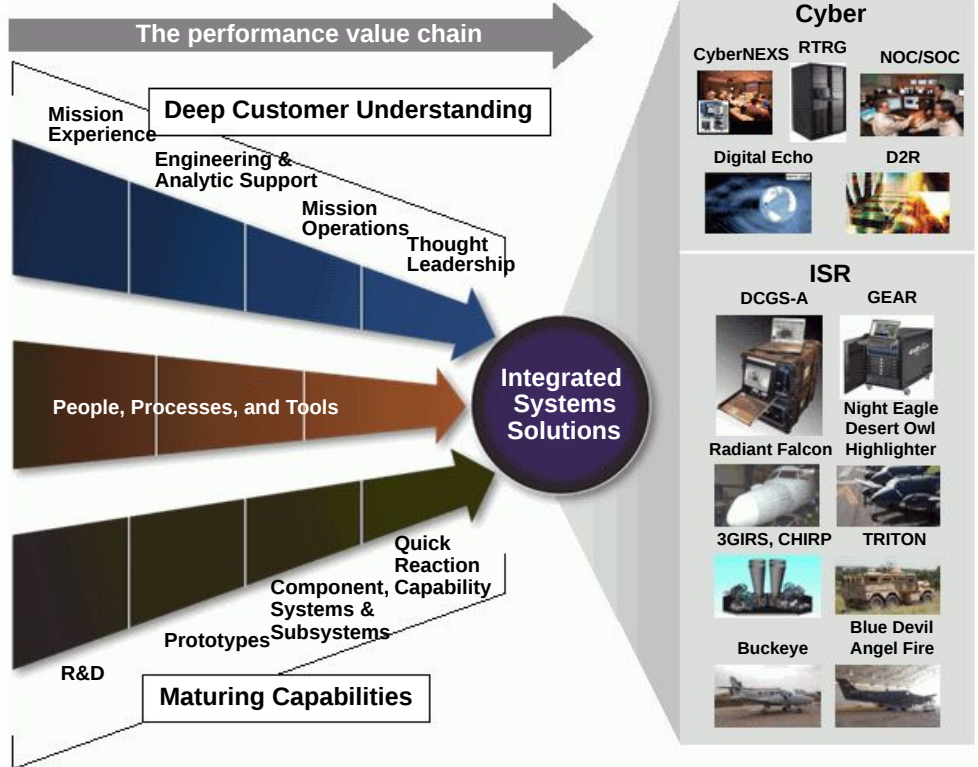 The performance value chain
Deep Customer Understanding
Mission
Experience
Engineering &
Analytic Support
Mission
Operations
Thought
Leadership
People, Processes, and Tools
Integrated
Systems
Solutions
Quick
Reaction
Capability
Component,
Systems &
Subsystems
Prototypes
R&D
Maturing Capabilities
Cyber
CyberNEXS
RTRG
NOC/SOC
Digital Echo
D2R
ISR
DCGS-A
GEAR
Radiant Falcon
Night Eagle
Desert Owl
Highlighter
3GIRS, CHIRP
TRITON
Buckeye
Blue Devil
Angel Fire